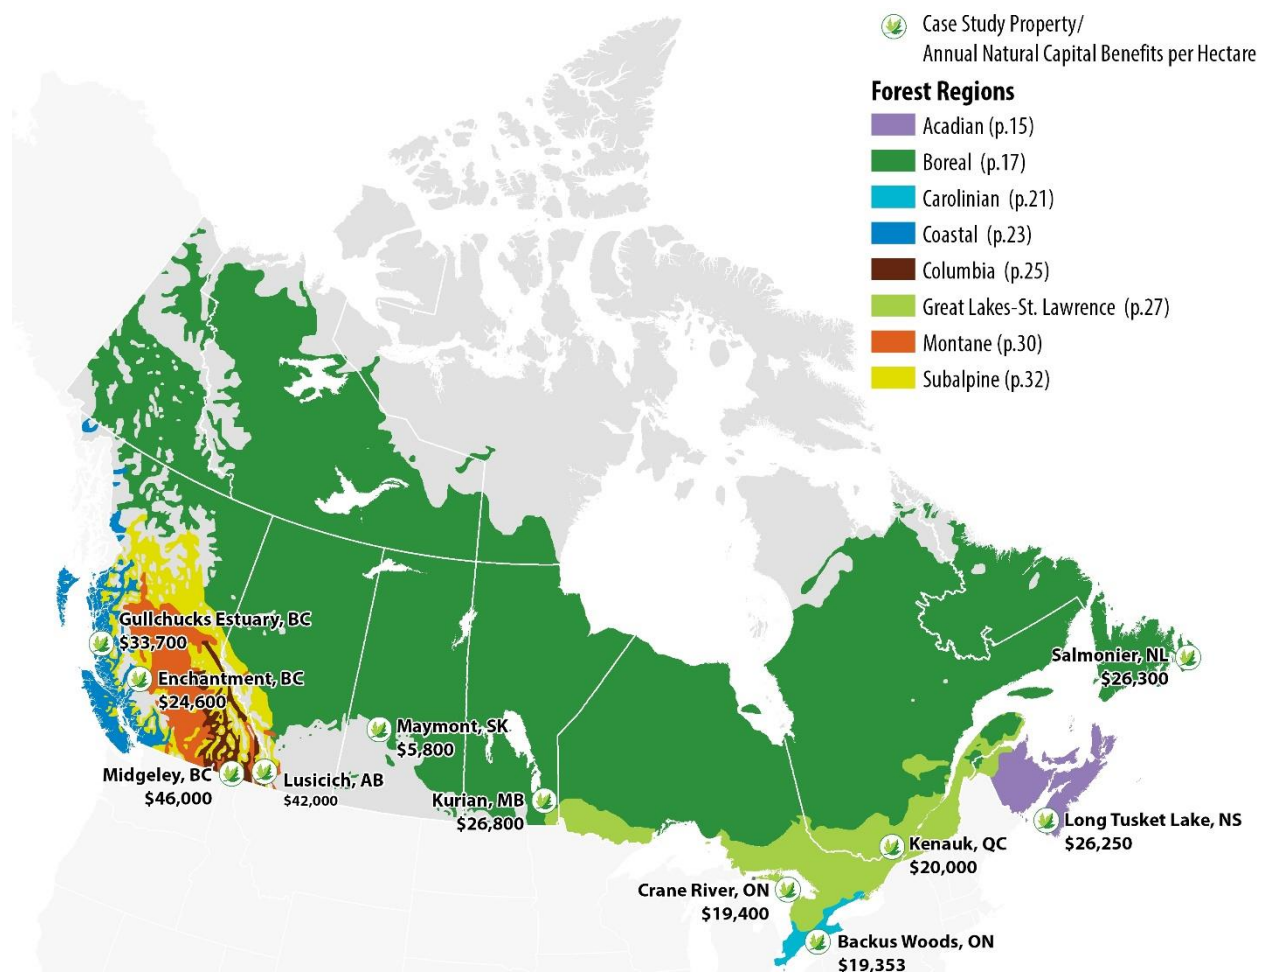 Case Study Property/
Annual Natural Capital Benefits per Hectare
Forest Regions
Acadian (p.15)
Boreal (p.17)
Carolinian (p.21)
Coastal (p.23)
Columbia (p.25)
Great Lakes-St. Lawrence (p.27)
Montane (p.30)
Subalpine (p.32)
Gullchucks Estuary, BC
$33,700
Enchantment, BC
$24,600
Midgeley, BC
$46,000
Lusicich, AB
$42,000
Maymont, SK
$5,800
Kurian, MB
$26,800
Crane River, ON
$19,400
Backus Woods, ON
$19,353
Kenauk, QC
$20,000
Long Tusket Lake, NS
$26,250
Salmonier, NL
$26,300